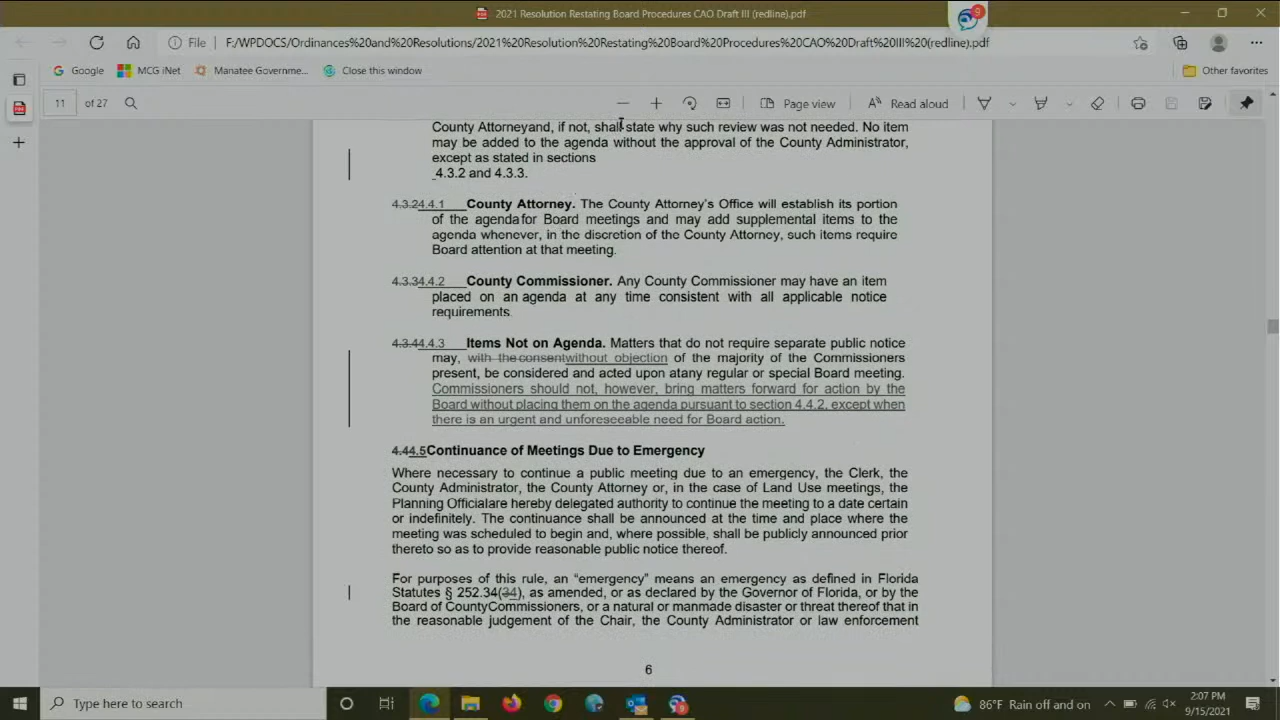 2021 Resolution Restating Board Procedures CAO Draft III (redline).pdf
9
File F:/WPDOCS/Ordinances%20and%20Resolutions/2021%20Resolution%20Restating%20Board%20Procedures%20CAO%20Draft%20III%20(redline).pdf
Google MCG iNet Manatee Governme... Close this window Other favorites
11 of 27 Page view Read aloud
County Attorneyand, if not, shall state why such review was not needed. No item
may be added to the agenda without the approval of the County Administrator,
except as stated in sections
4.3.2 and 4.3.3.
4.3.24.4.1 County Attorney. The County Attorney's Office will establish its portion
of the agendafor Board meetings and may add supplemental items to the
agenda whenever, in the discretion of the County Attorney, such items require
Board attention at that meeting.
4.3.34.4.2 County Commissioner. Any County Commissioner may have an item
placed on an agenda at any time consistent with all applicable notice
requirements.
4.3.44.4.3 Items Not on Agenda. Matters that do not require separate public notice
may, with the consentwithout objection of the majority of the Commissioners
present, be considered and acted upon atany regular or special Board meeting.
Commissioners should not, however, bring matters forward for action by the
Board without placing them on the agenda pursuant to section 4.4.2, except when
there is an urgent and unforeseeable need for Board action.
4.44.5Continuance of Meetings Due to Emergency
Where necessary to continue a public meeting due to an emergency, the Clerk, the
County Administrator, the County Attorney or, in the case of Land Use meetings, the
Planning Officialare hereby delegated authority to continue the meeting to a date certain
or indefinitely. The continuance shall be announced at the time and place where the
meeting was scheduled to begin and, where possible, shall be publicly announced prior
thereto so as to provide reasonable public notice thereof.
For purposes of this rule, an "emergency" means an emergency as defined in Florida
Statutes § 252.34(34), as amended, or as declared by the Governor of Florida, or by the
Board of CountyCommissioners, or a natural or manmade disaster or threat thereof that in
the reasonable judgement of the Chair, the County Administrator or law enforcement
6
Type here to search
86°F Rain off and on
2:07 PM
9/15/2021